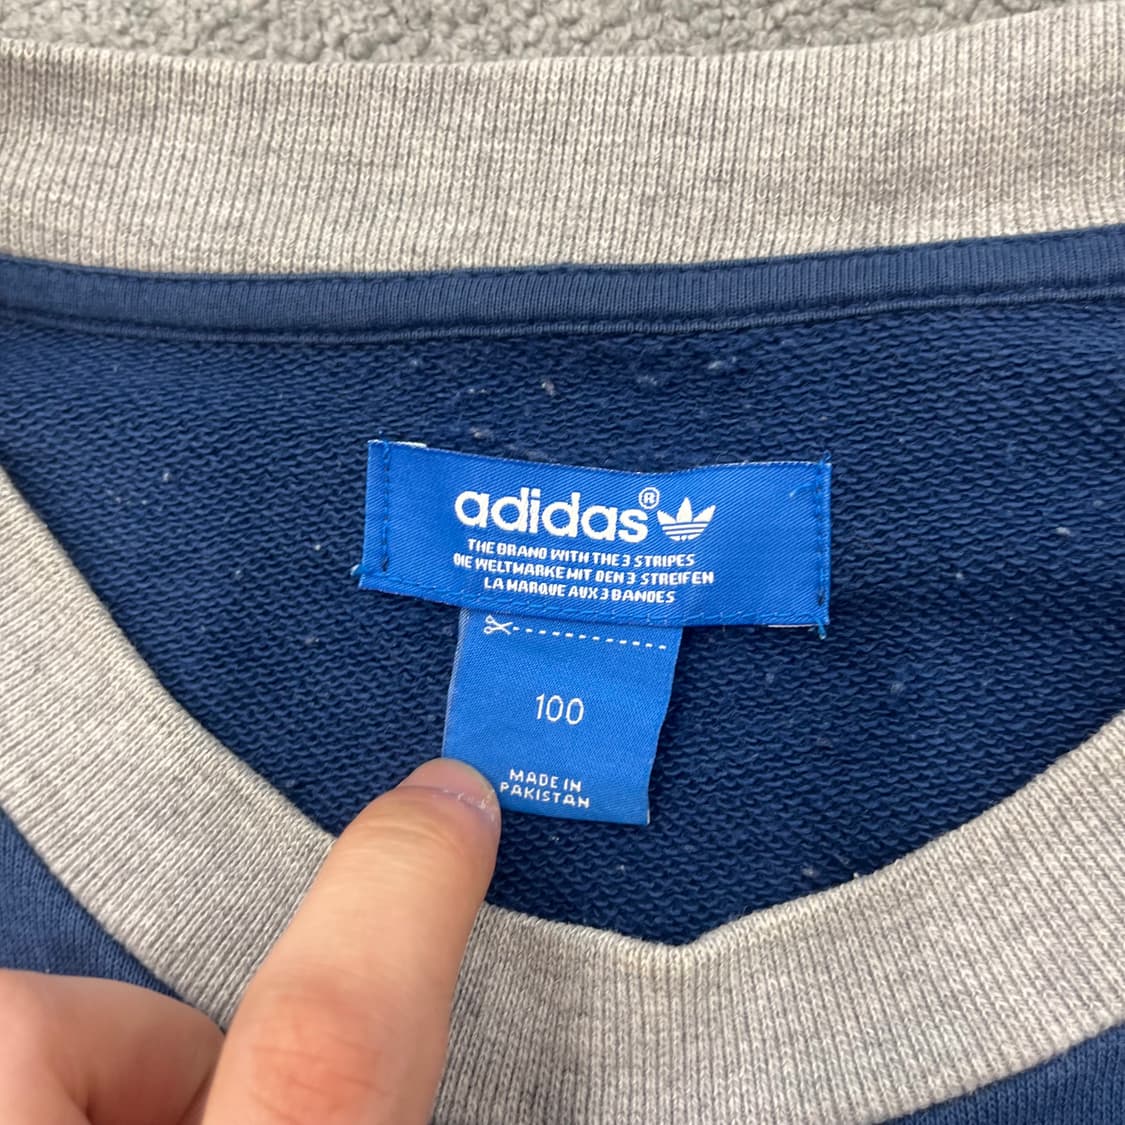 adidas®
THE BRAND WITH THE 3 STRIPES
DIE WELTMARKE MIT DEN 3 STREIFEN
LA MARQUE AUX 3 BANDES
100
MADE IN
PAKISTAN